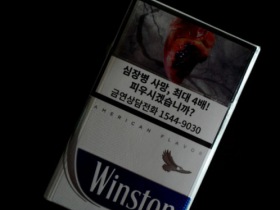 심장병 사망, 최대 4배!
피우시겠습니까?
금연상담전화 1544-9030
AMERICAN FLAVOR
Winston